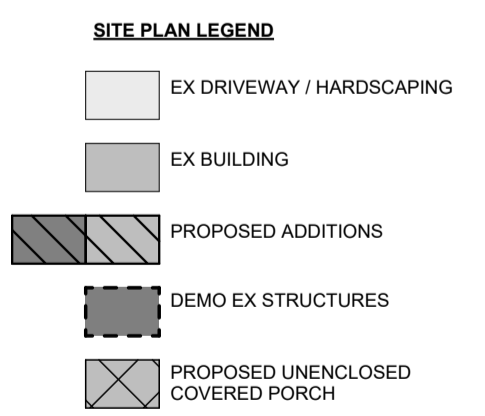 SITE PLAN LEGEND
EX DRIVEWAY / HARDSCAPING
EX BUILDING
PROPOSED ADDITIONS
DEMO EX STRUCTURES
PROPOSED UNENCLOSED
COVERED PORCH